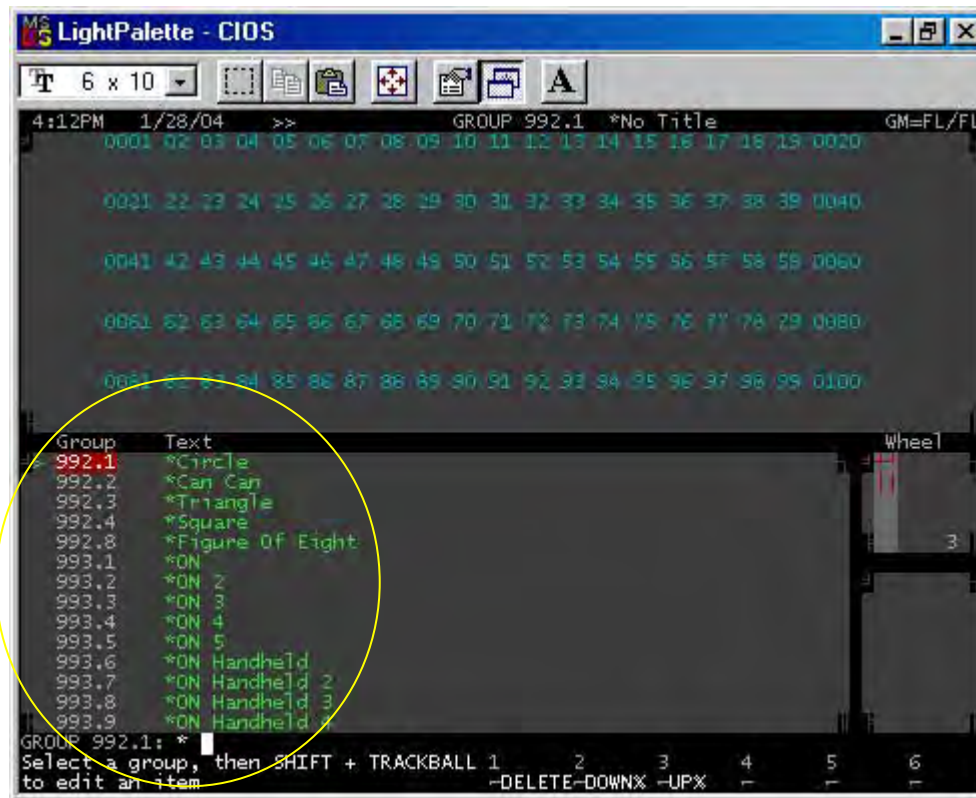 LightPalette - CIOS
6 x 10
4:12PM 1/28/04 >> GROUP 992.1 *No Title GM=FL/FL
0001 02 03 04 05 06 07 08 09 10 11 12 13 14 15 16 17 18 19 0020
0021 22 23 24 25 26 27 28 29 30 31 32 33 34 35 36 37 38 39 0040
0041 42 43 44 45 46 47 48 49 50 51 52 53 54 55 56 57 58 59 0060
0061 62 63 64 65 66 67 68 69 70 71 72 73 74 75 76 77 78 79 0080
0081 82 83 84 85 86 87 88 89 90 91 92 93 94 95 96 97 98 99 0100
Group Text Wheel
> 992.1 *Circle
992.2 *Can Can
992.3 *Triangle
992.4 *Square
992.8 *Figure Of Eight 3
993.1 *ON
993.2 *ON 2
993.3 *ON 3
993.4 *ON 4
993.5 *ON 5
993.6 *ON Handheld
993.7 *ON Handheld 2
993.8 *ON Handheld 3
993.9 *ON Handheld 4
GROUP 992.1: *
Select a group, then SHIFT + TRACKBALL 1 2 3 4 5 6
to edit an item —DELETE—DOWN% —UP% — — —